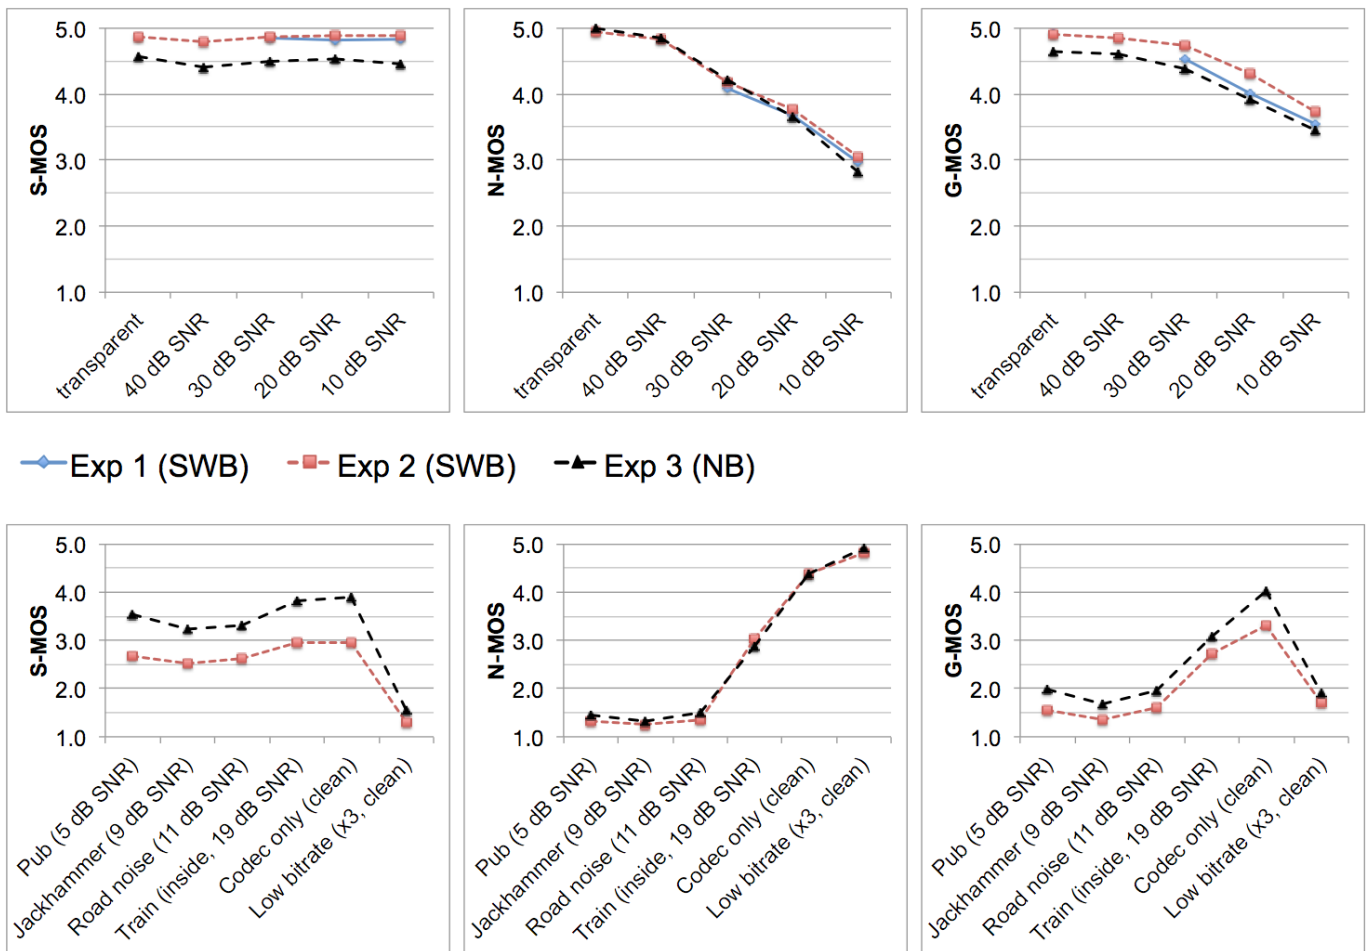 S-MOS
5.0
4.0
3.0
2.0
1.0
transparent
40 dB SNR
30 dB SNR
20 dB SNR
10 dB SNR
N-MOS
5.0
4.0
3.0
2.0
1.0
transparent
40 dB SNR
30 dB SNR
20 dB SNR
10 dB SNR
G-MOS
5.0
4.0
3.0
2.0
1.0
transparent
40 dB SNR
30 dB SNR
20 dB SNR
10 dB SNR
Exp 1 (SWB)
Exp 2 (SWB)
Exp 3 (NB)
S-MOS
5.0
4.0
3.0
2.0
1.0
Pub (5 dB SNR)
Jackhammer (9 dB SNR)
Road noise (11 dB SNR)
Train (inside, 19 dB SNR)
Codec only (clean)
Low bitrate (x3, clean)
N-MOS
5.0
4.0
3.0
2.0
1.0
Pub (5 dB SNR)
Jackhammer (9 dB SNR)
Road noise (11 dB SNR)
Train (inside, 19 dB SNR)
Codec only (clean)
Low bitrate (x3, clean)
G-MOS
5.0
4.0
3.0
2.0
1.0
Pub (5 dB SNR)
Jackhammer (9 dB SNR)
Road noise (11 dB SNR)
Train (inside, 19 dB SNR)
Codec only (clean)
Low bitrate (x3, clean)